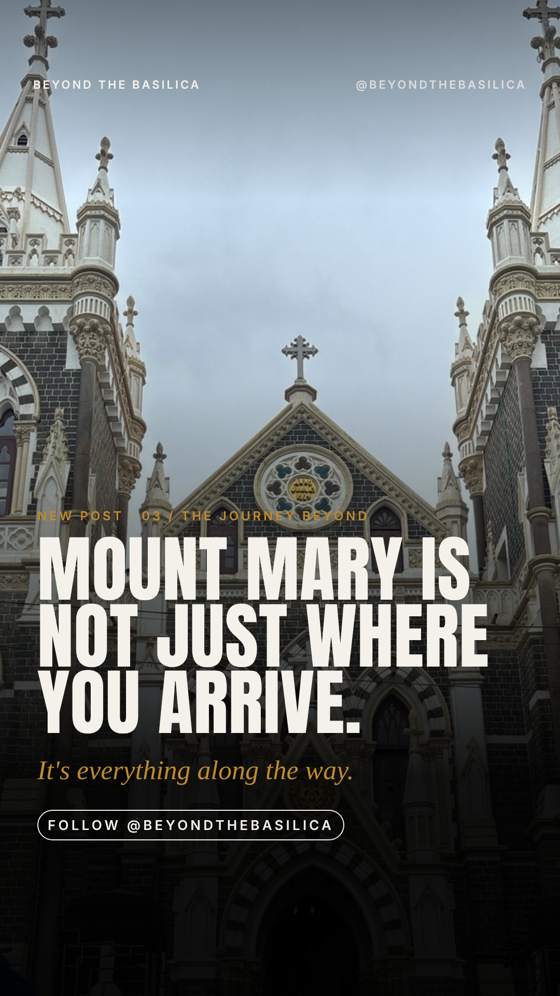 BEYOND THE BASILICA
@BEYONDTHEBASILICA
NEW POST 03 / THE JOURNEY BEYOND
MOUNT MARY IS
NOT JUST WHERE
YOU ARRIVE.
It's everything along the way.
FOLLOW @BEYONDTHEBASILICA